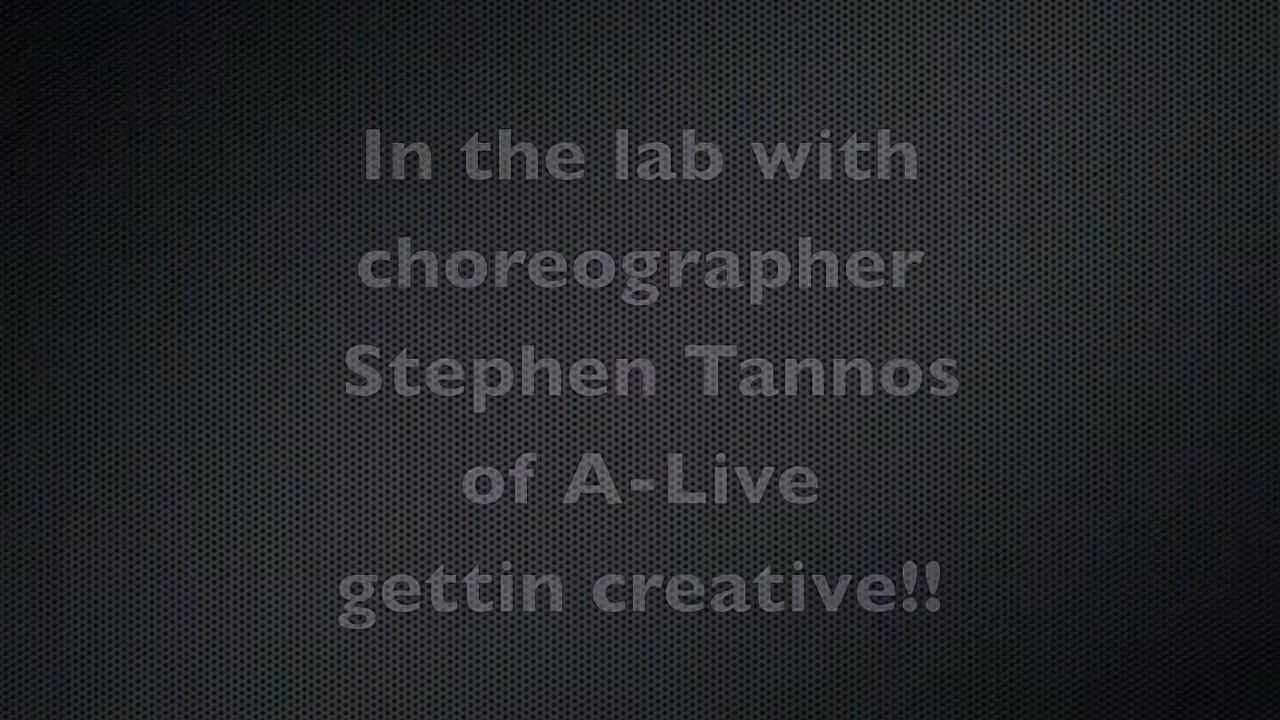 In the lab with
choreographer
Stephen Tannos
of A-Live
gettin creative!!